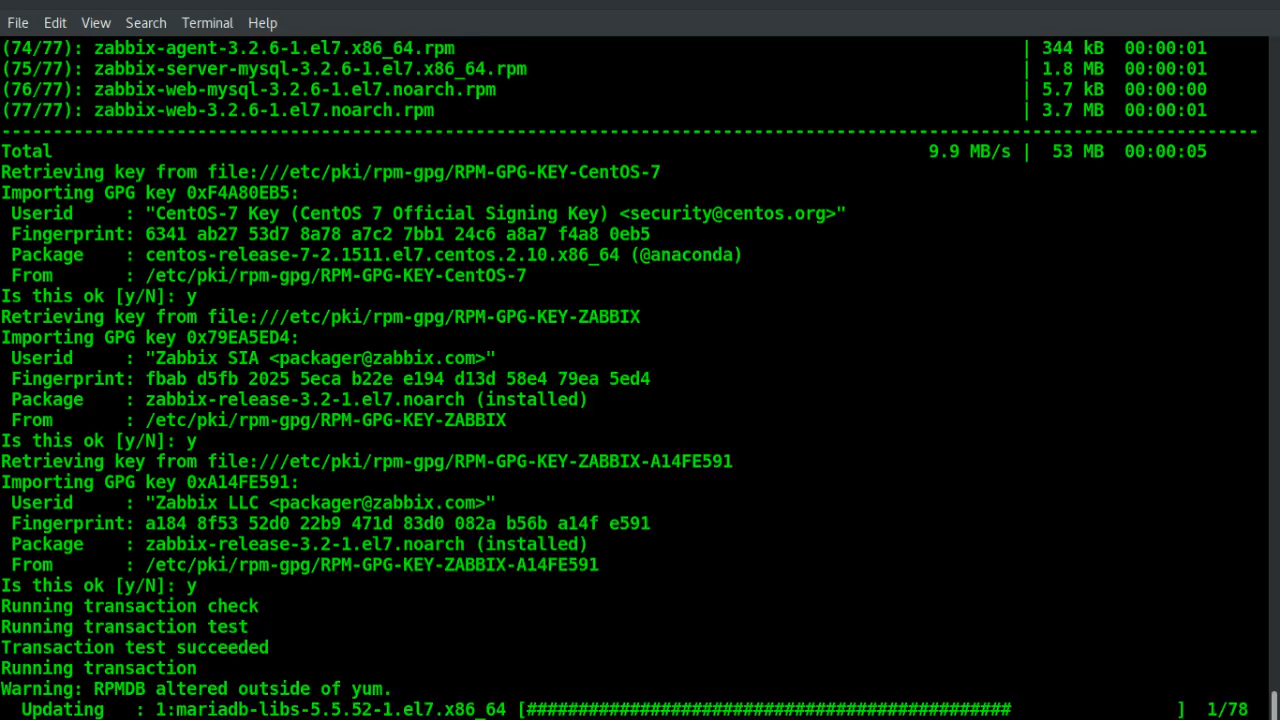 File Edit View Search Terminal Help
(74/77): zabbix-agent-3.2.6-1.el7.x86_64.rpm | 344 kB 00:00:01
(75/77): zabbix-server-mysql-3.2.6-1.el7.x86_64.rpm | 1.8 MB 00:00:01
(76/77): zabbix-web-mysql-3.2.6-1.el7.noarch.rpm | 5.7 kB 00:00:00
(77/77): zabbix-web-3.2.6-1.el7.noarch.rpm | 3.7 MB 00:00:01
--------------------------------------------------------------------------------------------------------------------------
Total 9.9 MB/s | 53 MB 00:00:05
Retrieving key from file:///etc/pki/rpm-gpg/RPM-GPG-KEY-CentOS-7
Importing GPG key 0xF4A80EB5:
Userid : "CentOS-7 Key (CentOS 7 Official Signing Key) <security@centos.org>"
Fingerprint: 6341 ab27 53d7 8a78 a7c2 7bb1 24c6 a8a7 f4a8 0eb5
Package : centos-release-7-2.1511.el7.centos.2.10.x86_64 (@anaconda)
From : /etc/pki/rpm-gpg/RPM-GPG-KEY-CentOS-7
Is this ok [y/N]: y
Retrieving key from file:///etc/pki/rpm-gpg/RPM-GPG-KEY-ZABBIX
Importing GPG key 0x79EA5ED4:
Userid : "Zabbix SIA <packager@zabbix.com>"
Fingerprint: fbab d5fb 2025 5eca b22e e194 d13d 58e4 79ea 5ed4
Package : zabbix-release-3.2-1.el7.noarch (installed)
From : /etc/pki/rpm-gpg/RPM-GPG-KEY-ZABBIX
Is this ok [y/N]: y
Retrieving key from file:///etc/pki/rpm-gpg/RPM-GPG-KEY-ZABBIX-A14FE591
Importing GPG key 0xA14FE591:
Userid : "Zabbix LLC <packager@zabbix.com>"
Fingerprint: a184 8f53 52d0 22b9 471d 83d0 082a b56b a14f e591
Package : zabbix-release-3.2-1.el7.noarch (installed)
From : /etc/pki/rpm-gpg/RPM-GPG-KEY-ZABBIX-A14FE591
Is this ok [y/N]: y
Running transaction check
Running transaction test
Transaction test succeeded
Running transaction
Warning: RPMDB altered outside of yum.
Updating : 1:mariadb-libs-5.5.52-1.el7.x86_64 [############################################### ] 1/78